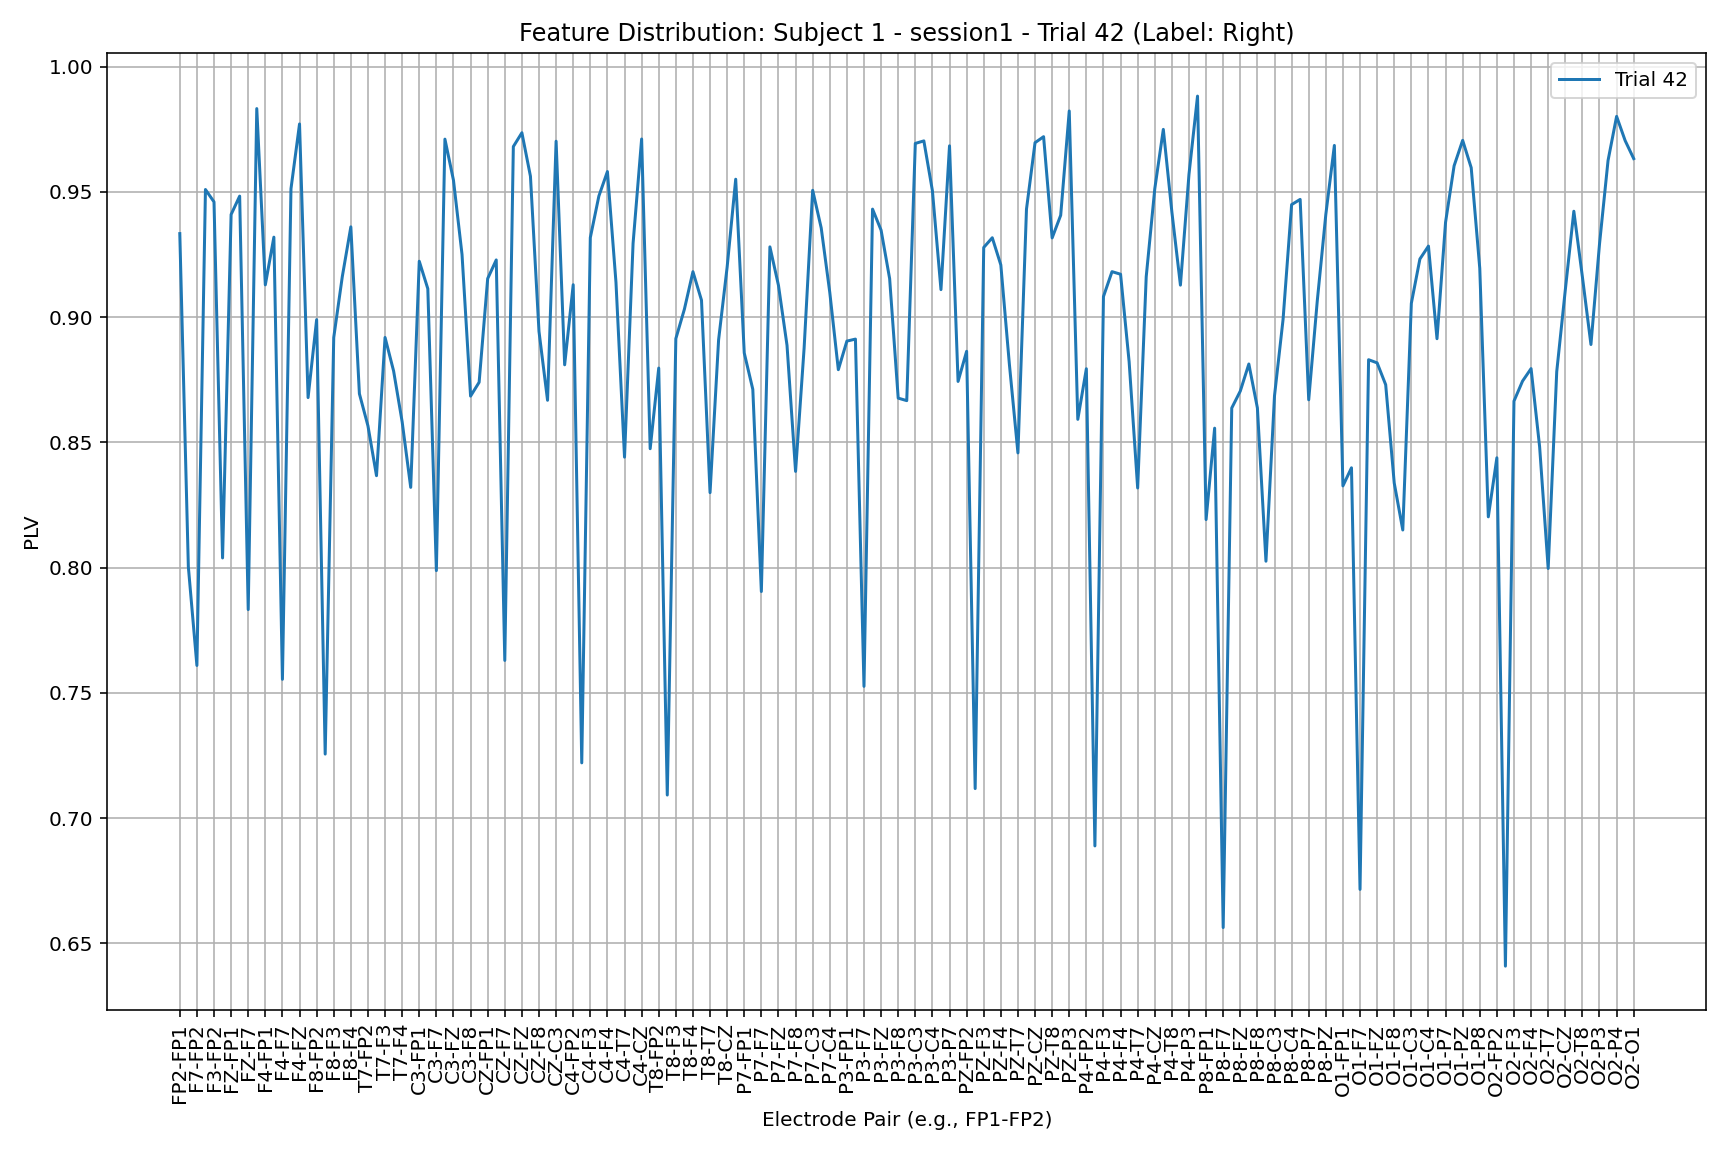 Feature Distribution: Subject 1 - session1 - Trial 42 (Label: Right)
Trial 42
PLV
1.00
0.95
0.90
0.85
0.80
0.75
0.70
0.65
FP2-FP1
F7-FP2
F3-FP2
FZ-FP1
FZ-F7
F4-FP1
F4-F7
F4-FZ
F8-FP2
F8-F3
F8-F4
T7-FP2
T7-F3
T7-F4
C3-FP1
C3-F7
C3-FZ
C3-F8
CZ-FP1
CZ-F7
CZ-FZ
CZ-F8
CZ-C3
C4-FP2
C4-F3
C4-F4
C4-T7
C4-CZ
T8-FP2
T8-F3
T8-F4
T8-T7
T8-CZ
P7-FP1
P7-F7
P7-FZ
P7-F8
P7-C3
P7-C4
P3-FP1
P3-F7
P3-FZ
P3-F8
P3-C3
P3-C4
P3-P7
PZ-FP2
PZ-F3
PZ-F4
PZ-T7
PZ-CZ
PZ-T8
PZ-P3
P4-FP2
P4-F3
P4-F4
P4-T7
P4-CZ
P4-T8
P4-P3
P8-FP1
P8-F7
P8-FZ
P8-F8
P8-C3
P8-C4
P8-P7
P8-PZ
O1-FP1
O1-F7
O1-FZ
O1-F8
O1-C3
O1-C4
O1-P7
O1-PZ
O1-P8
O2-FP2
O2-F3
O2-F4
O2-T7
O2-CZ
O2-T8
O2-P3
O2-P4
O2-O1
Electrode Pair (e.g., FP1-FP2)